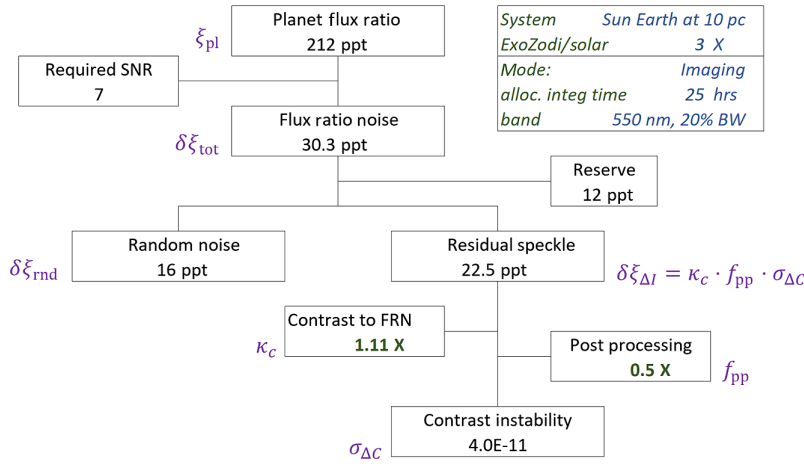 Planet flux ratio
212 ppt
ξpl
System Sun Earth at 10 pc
ExoZodi/solar 3 X
Mode: Imaging
alloc. integ time 25 hrs
band 550 nm, 20% BW
Required SNR
7
Flux ratio noise
30.3 ppt
δξtot
Reserve
12 ppt
Random noise
16 ppt
δξrnd
Residual speckle
22.5 ppt
δξΔI = κc · fpp · σΔC
Contrast to FRN
1.11 X
κc
Post processing
0.5 X
fpp
Contrast instability
4.0E-11
σΔC